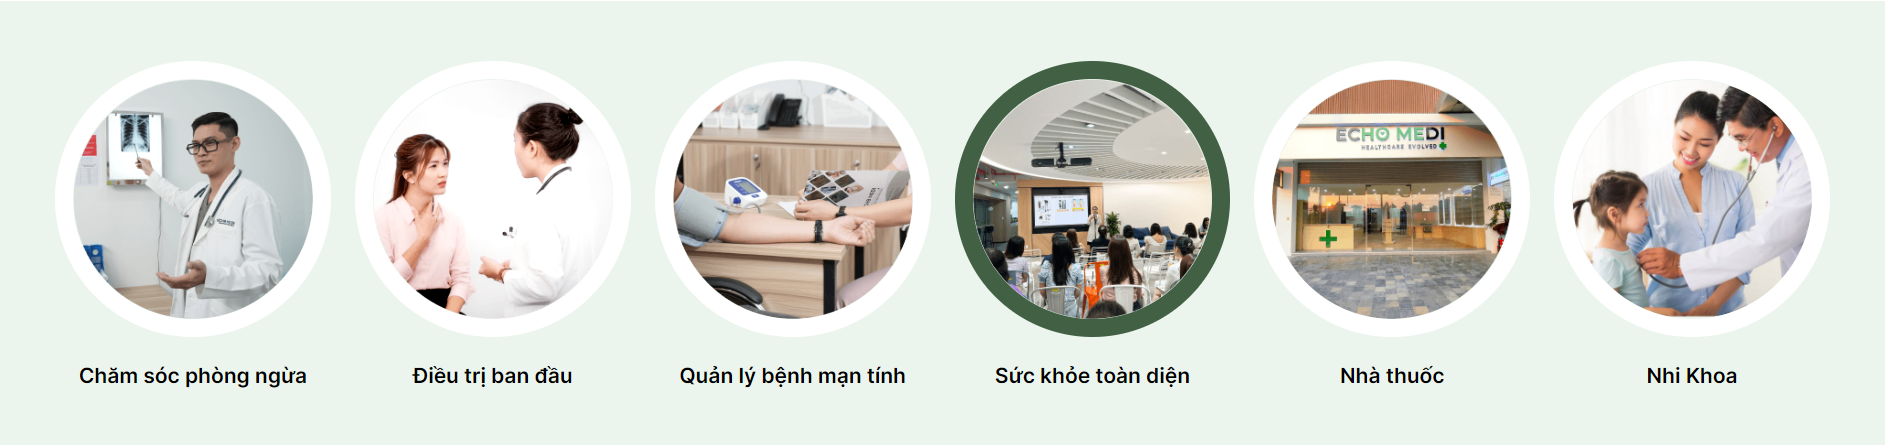 ECHO MEDI
HEALTHCARE EVOLVED
Chăm sóc phòng ngừa
Điều trị ban đầu
Quản lý bệnh mạn tính
Sức khỏe toàn diện
Nhà thuốc
Nhi Khoa